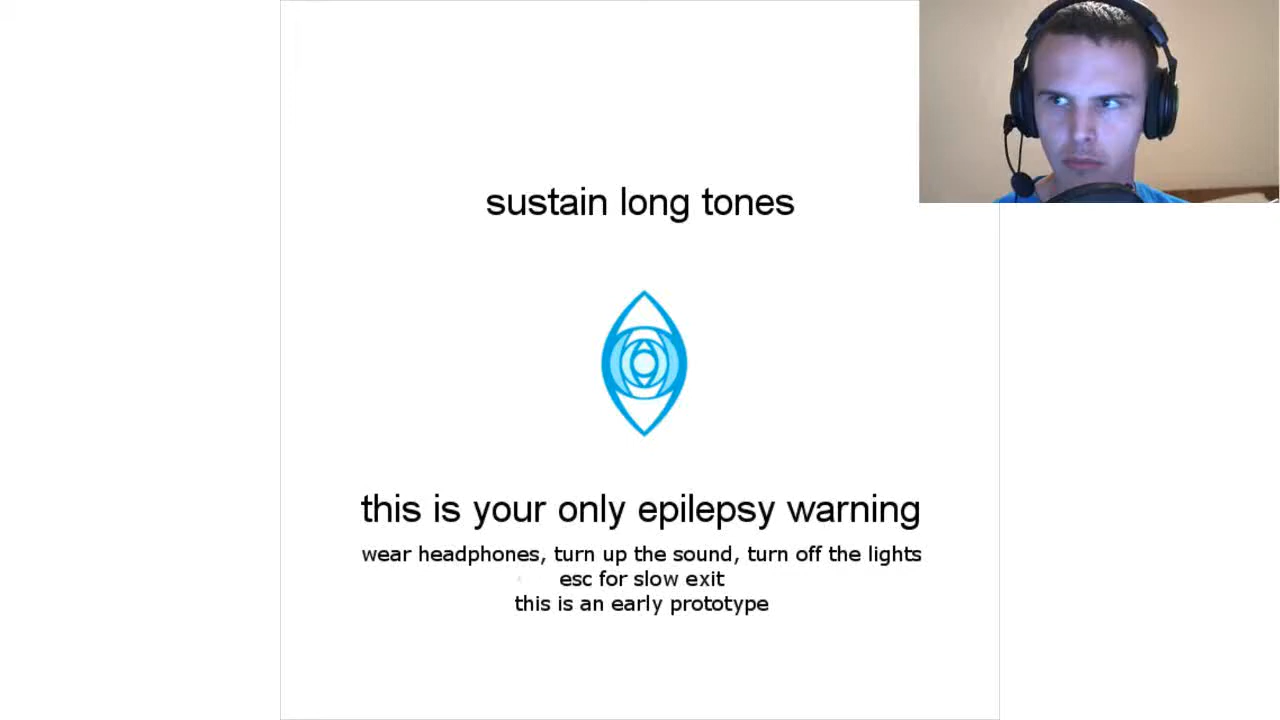 sustain long tones
this is your only epilepsy warning
wear headphones, turn up the sound, turn off the lights
esc for slow exit
this is an early prototype